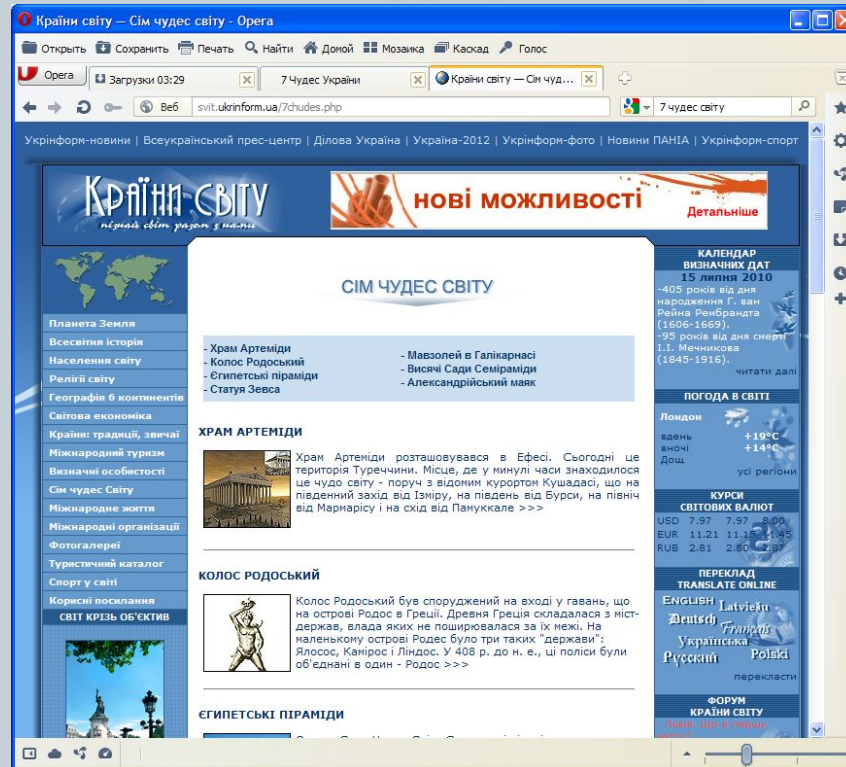 Країни світу — Сім чудес світу - Opera
Открыть Сохранить Печать Найти Домой Мозаика Каскад Голос
Opera Загрузки 03:29 7 Чудес України Країни світу — Сім чуд...
Веб svit.ukrinform.ua/7chudes.php 7 чудес світу
Укрінформ-новини | Всеукраїнський прес-центр | Ділова Україна | Україна-2012 | Укрінформ-фото | Новини ПАНІА | Укрінформ-спорт
Країни світу
пізнай світ разом з нами
нові можливості
Детальніше
Планета Земля
Всесвітня історія
Населення світу
Релігії світу
Географія 6 континентів
Світова економіка
Країни: традиції, звичаї
Міжнародний туризм
Визначні особистості
Сім чудес Світу
Міжнародне життя
Міжнародні організації
Фотогалереї
Туристичний каталог
Спорт у світі
Корисні посилання
СВІТ КРІЗЬ ОБ'ЄКТИВ
СІМ ЧУДЕС СВІТУ
- Храм Артеміди
- Колос Родоський
- Єгипетські піраміди
- Статуя Зевса
- Мавзолей в Галікарнасі
- Висячі Сади Семіраміди
- Александрійський маяк
ХРАМ АРТЕМІДИ
Храм Артеміди розташовувався в Ефесі. Сьогодні це
територія Туреччини. Місце, де у минулі часи знаходилося
це чудо світу - поруч з відомим курортом Кушадасі, що на
південний захід від Ізміру, на південь від Бурси, на північ
від Мармарісу і на схід від Памуккале >>>
КОЛОС РОДОСЬКИЙ
Колос Родоський був споруджений на вході у гавань, що
на острові Родос в Греції. Древня Греція складалася з міст-
держав, влада яких не поширювалася за їх межі. На
маленькому острові Родес було три таких "держави":
Ялосос, Камірос і Ліндос. У 408 р. до н. е., ці поліси були
об'єднані в один - Родос >>>
ЄГИПЕТСЬКІ ПІРАМІДИ
КАЛЕНДАР
ВИЗНАЧНИХ ДАТ
15 липня 2010
-405 років від дня
народження Г. ван
Рейна Рембрандта
(1606-1669).
-95 років від дня смерті
І.І. Мечникова
(1845-1916).
читати далі
ПОГОДА В СВІТІ
Лондон
вдень +19°C
вночі +14°C
Дощ
усі регіони
КУРСИ
СВІТОВИХ ВАЛЮТ
USD 7.97 7.97 8.00
EUR 11.21 11.15 11.45
RUB 2.81 2.80 2.87
ПЕРЕКЛАД
TRANSLATE ONLINE
English Latviešu
Deutsch Français
Українська
Русский Polski
перекласти
ФОРУМ
КРАЇНИ СВІТУ